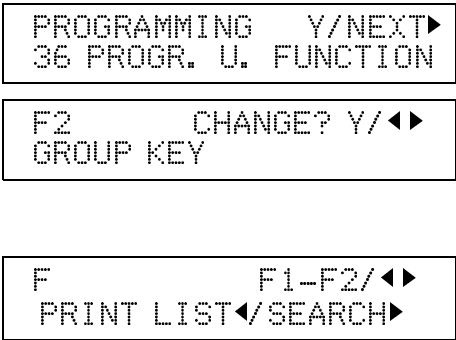 PROGRAMMING Y/NEXT▶
36 PROGR. U. FUNCTION
F2 CHANGE? Y/◀▶
GROUP KEY
F F1-F2/◀▶
PRINT LIST◀/SEARCH▶